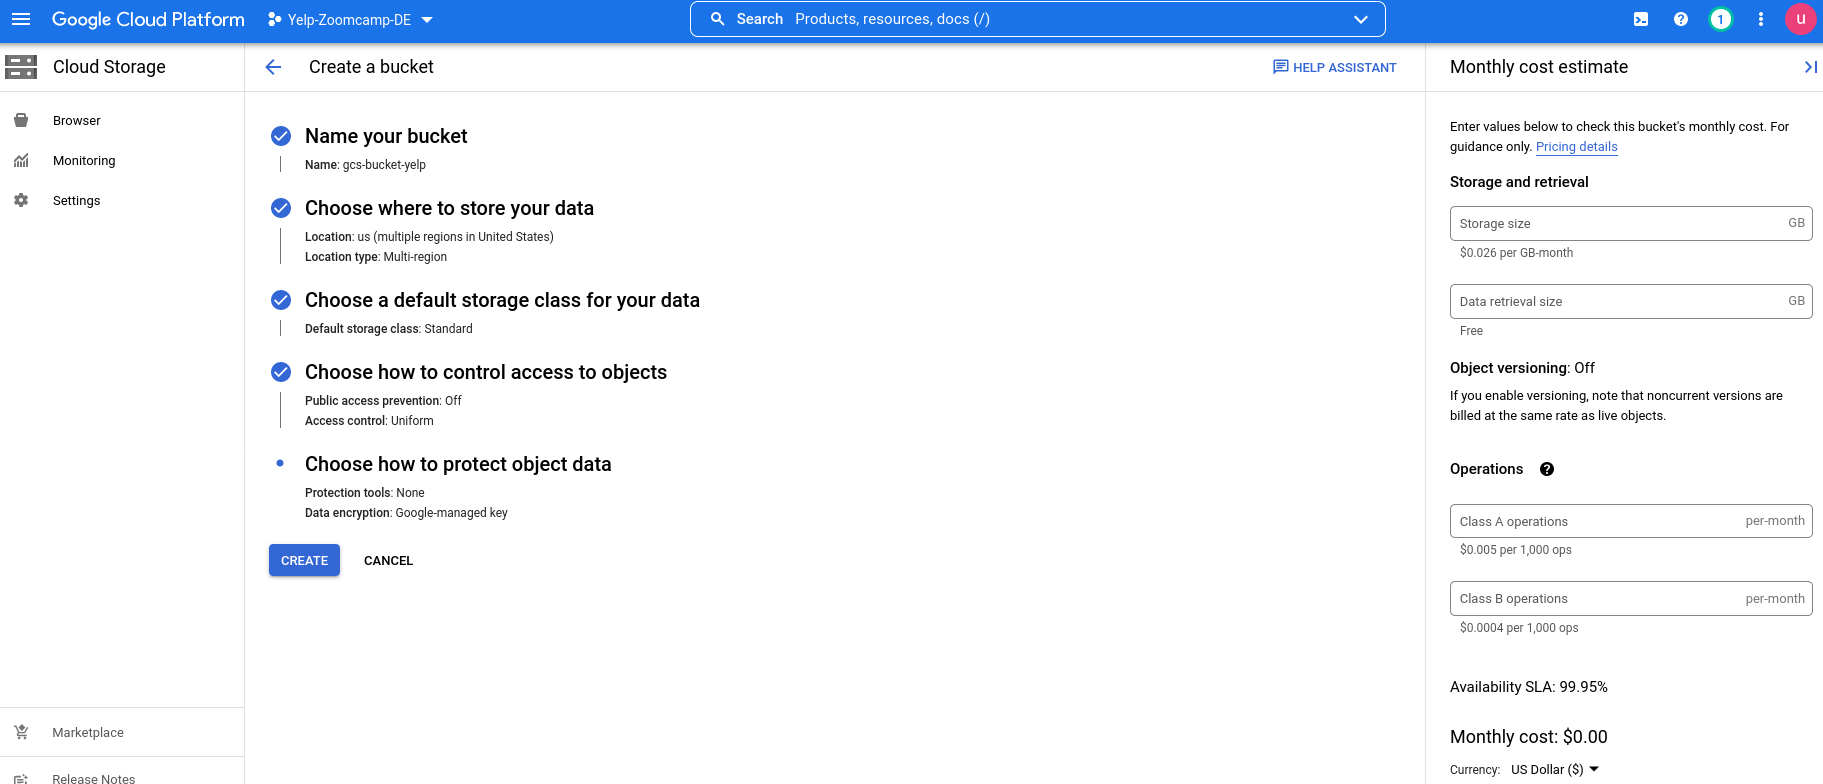 Google Cloud Platform
Yelp-Zoomcamp-DE
Search Products, resources, docs (/)
1
u
Cloud Storage
Browser
Monitoring
Settings
Marketplace
Release Notes
Create a bucket
HELP ASSISTANT
Name your bucket
Name: gcs-bucket-yelp
Choose where to store your data
Location: us (multiple regions in United States)
Location type: Multi-region
Choose a default storage class for your data
Default storage class: Standard
Choose how to control access to objects
Public access prevention: Off
Access control: Uniform
Choose how to protect object data
Protection tools: None
Data encryption: Google-managed key
CREATE
CANCEL
Monthly cost estimate
Enter values below to check this bucket's monthly cost. For
guidance only. Pricing details
Storage and retrieval
Storage size GB
$0.026 per GB-month
Data retrieval size GB
Free
Object versioning: Off
If you enable versioning, note that noncurrent versions are
billed at the same rate as live objects.
Operations
Class A operations per-month
$0.005 per 1,000 ops
Class B operations per-month
$0.0004 per 1,000 ops
Availability SLA: 99.95%
Monthly cost: $0.00
Currency: US Dollar ($)